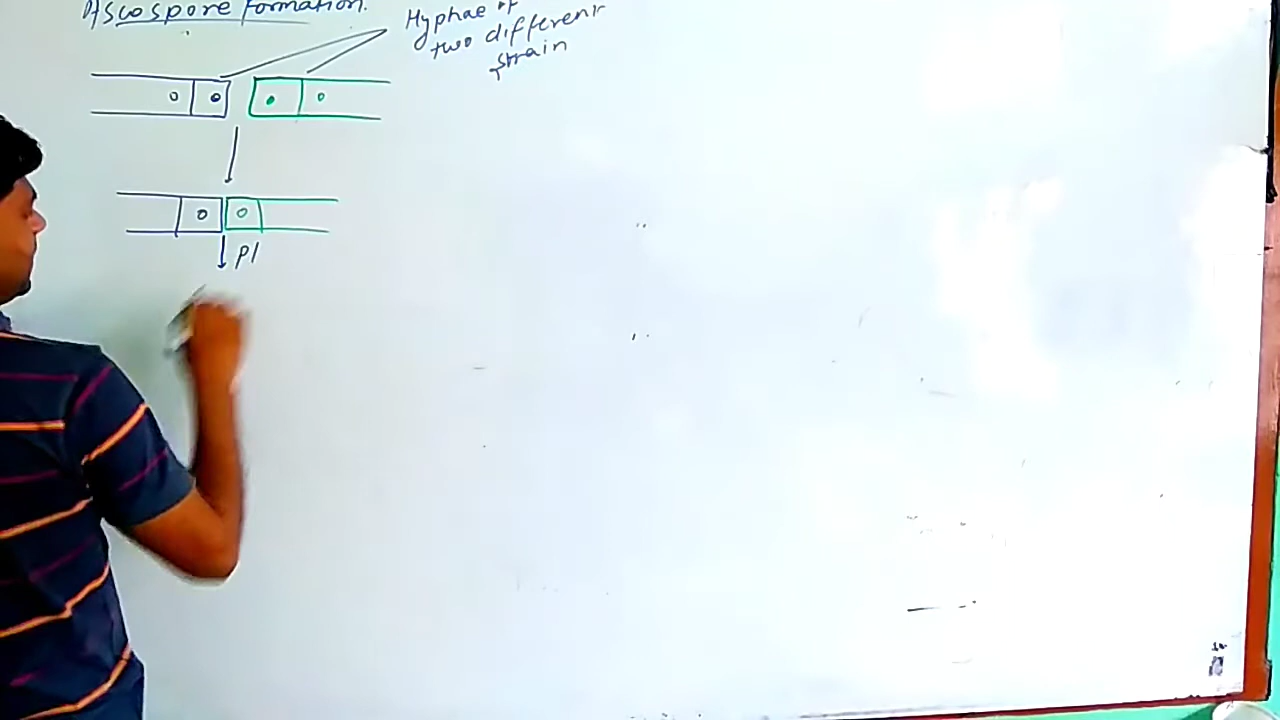 Ascospore formation.
Hyphae of
two different
strain
Pl